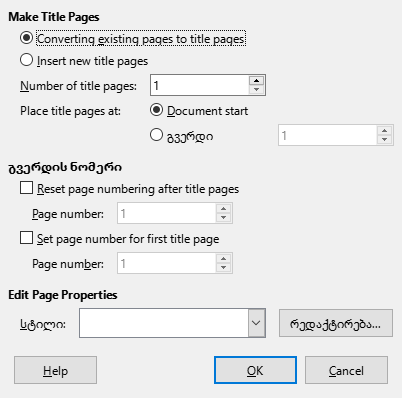 Make Title Pages
Converting existing pages to title pages
Insert new title pages
Number of title pages: 1
Place title pages at: Document start
გვერდი 1
გვერდის ნომერი
Reset page numbering after title pages
Page number: 1
Set page number for first title page
Page number: 1
Edit Page Properties
სტილი: რედაქტირება...
Help OK Cancel